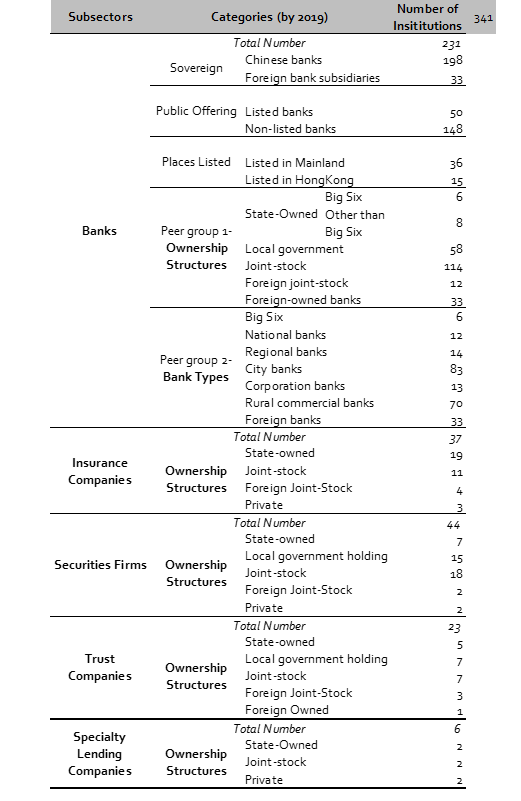 Subsectors Categories (by 2019) Number of Insititutions 341
Total Number 231
Sovereign Chinese banks 198
Foreign bank subsidiaries 33
Public Offering Listed banks 50
Non-listed banks 148
Places Listed Listed in Mainland 36
Listed in HongKong 15
Banks
Peer group 1-
Ownership
Structures
State-Owned Big Six 6
Other than Big Six 8
Local government 58
Joint-stock 114
Foreign joint-stock 12
Foreign-owned banks 33
Peer group 2-
Bank Types
Big Six 6
National banks 12
Regional banks 14
City banks 83
Corporation banks 13
Rural commercial banks 70
Foreign banks 33
Insurance
Companies
Total Number 37
Ownership
Structures
State-owned 19
Joint-stock 11
Foreign Joint-Stock 4
Private 3
Securities Firms
Total Number 44
Ownership
Structures
State-owned 7
Local government holding 15
Joint-stock 18
Foreign Joint-Stock 2
Private 2
Trust
Companies
Total Number 23
Ownership
Structures
State-owned 5
Local government holding 7
Joint-stock 7
Foreign Joint-Stock 3
Foreign Owned 1
Specialty
Lending
Companies
Total Number 6
Ownership
Structures
State-Owned 2
Joint-stock 2
Private 2